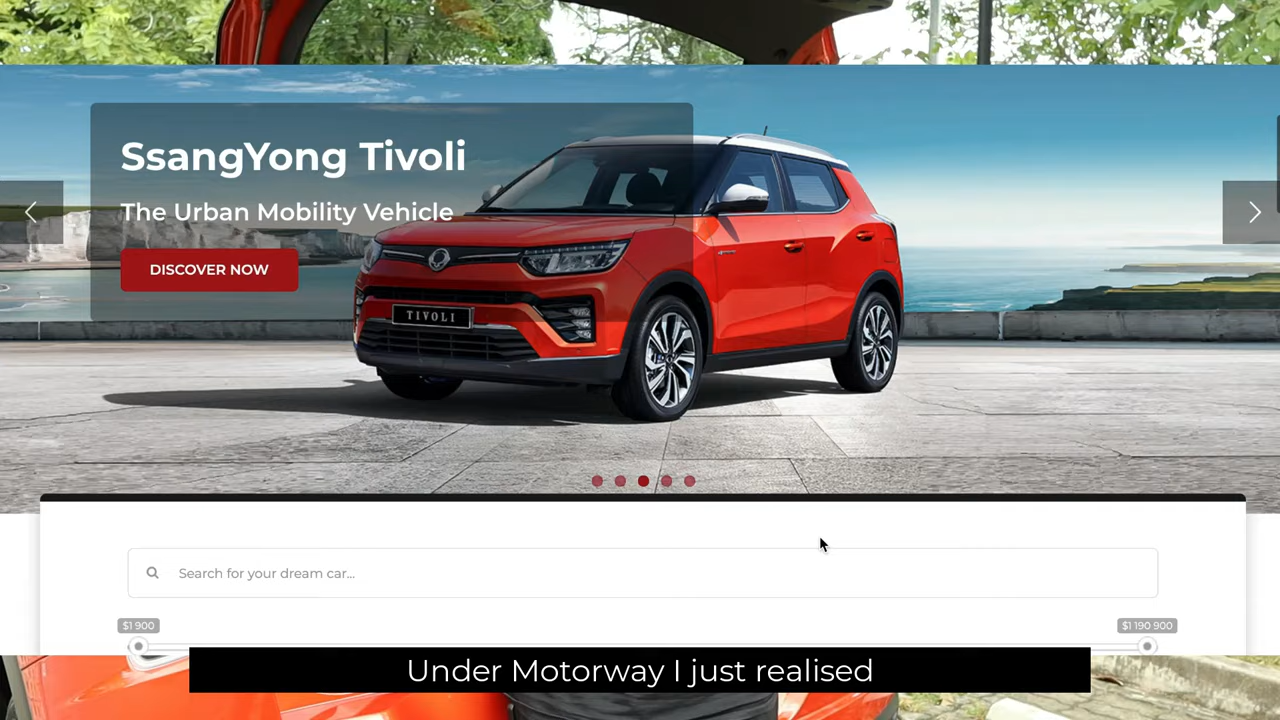 SsangYong Tivoli
The Urban Mobility Vehicle
DISCOVER NOW
TIVOLI
Search for your dream car...
$1 900
$1 190 900
Under Motorway I just realised